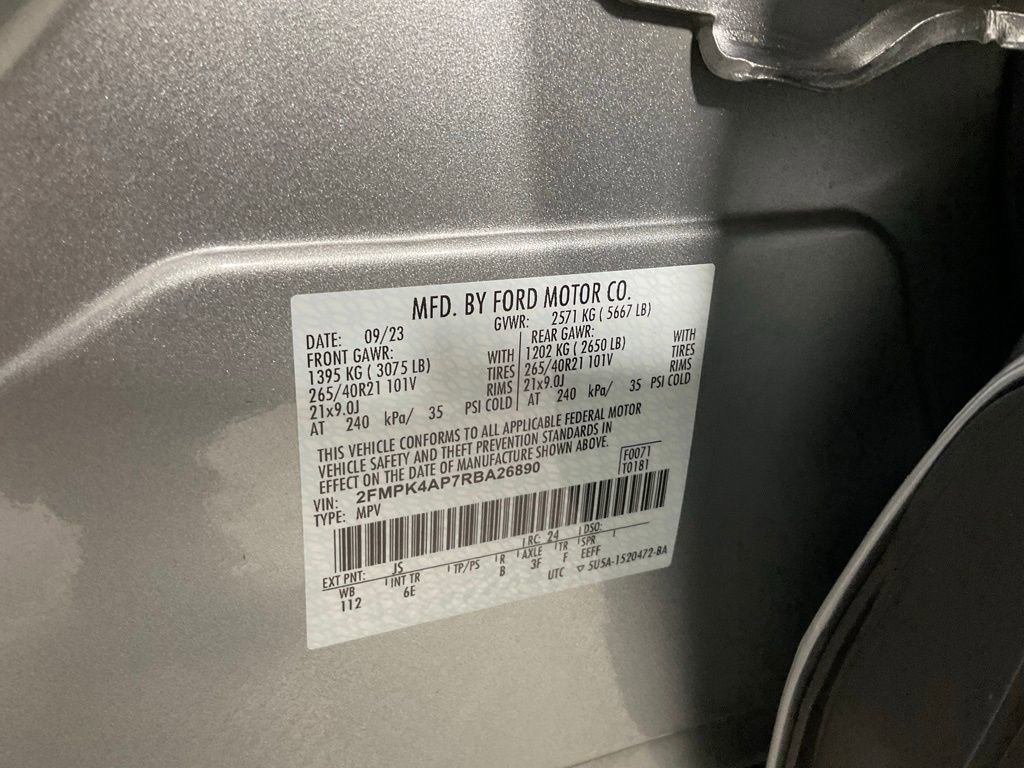 MFD. BY FORD MOTOR CO.
DATE: 09/23 GVWR: 2571 KG ( 5667 LB)
FRONT GAWR: WITH
1395 KG ( 3075 LB) TIRES
265/40R21 101V RIMS
21x9.0J
AT 240 kPa/ 35 PSI COLD
REAR GAWR: WITH
1202 KG ( 2650 LB) TIRES
265/40R21 101V RIMS
21x9.0J
AT 240 kPa/ 35 PSI COLD
THIS VEHICLE CONFORMS TO ALL APPLICABLE FEDERAL MOTOR
VEHICLE SAFETY AND THEFT PREVENTION STANDARDS IN
EFFECT ON THE DATE OF MANUFACTURE SHOWN ABOVE.
VIN: 2FMPK4AP7RBA26890
TYPE: MPV
F0071
T0181
EXT PNT: JS RC: 24 DSO:
WB INT TR TP/PS R AXLE TR SPR
112 6E B 3F F EEFF
UTC ▽ 5U5A-1520472-BA